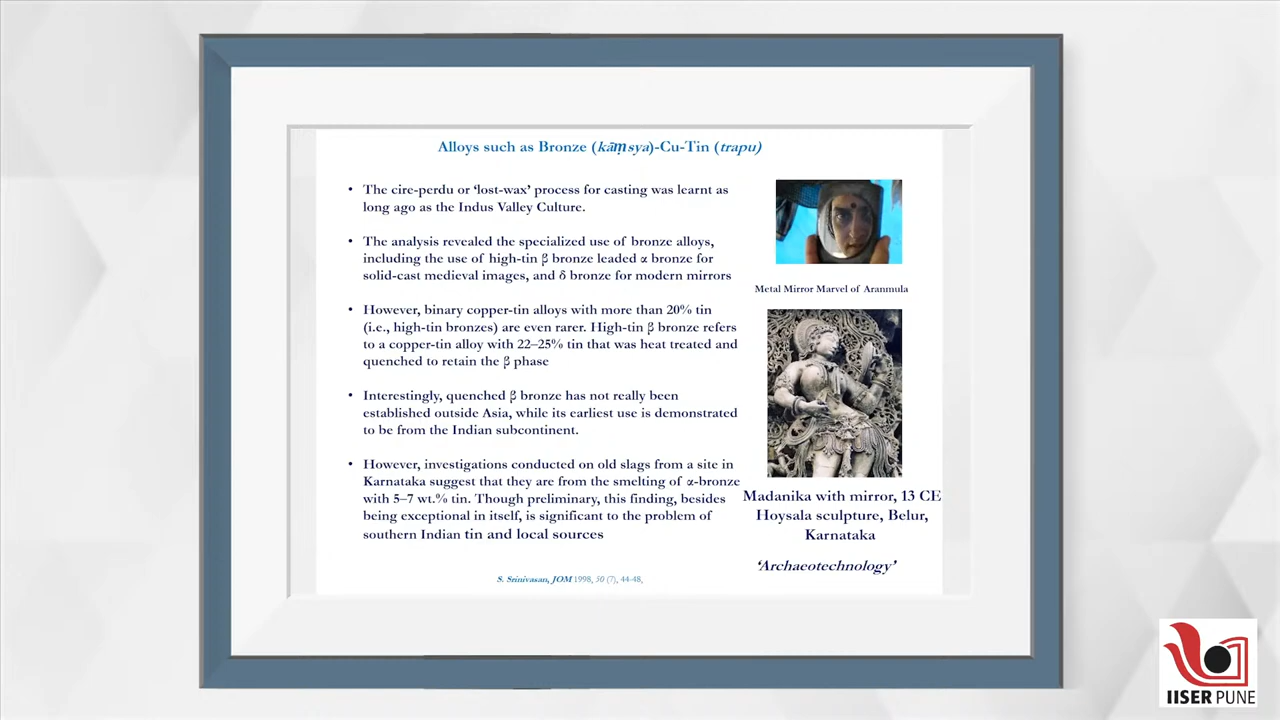 Alloys such as Bronze (kāṃsya)-Cu-Tin (trapu)
• The cire-perdu or ‘lost-wax’ process for casting was learnt as
long ago as the Indus Valley Culture.
• The analysis revealed the specialized use of bronze alloys,
including the use of high-tin β bronze leaded α bronze for
solid-cast medieval images, and δ bronze for modern mirrors
• However, binary copper-tin alloys with more than 20% tin
(i.e., high-tin bronzes) are even rarer. High-tin β bronze refers
to a copper-tin alloy with 22–25% tin that was heat treated and
quenched to retain the β phase
• Interestingly, quenched β bronze has not really been
established outside Asia, while its earliest use is demonstrated
to be from the Indian subcontinent.
• However, investigations conducted on old slags from a site in
Karnataka suggest that they are from the smelting of α-bronze
with 5–7 wt.% tin. Though preliminary, this finding, besides
being exceptional in itself, is significant to the problem of
southern Indian tin and local sources
S. Srinivasan, JOM 1998, 50 (7), 44-48,
Metal Mirror Marvel of Aranmula
Madanika with mirror, 13 CE
Hoysala sculpture, Belur,
Karnataka
‘Archaeotechnology’
IISER PUNE